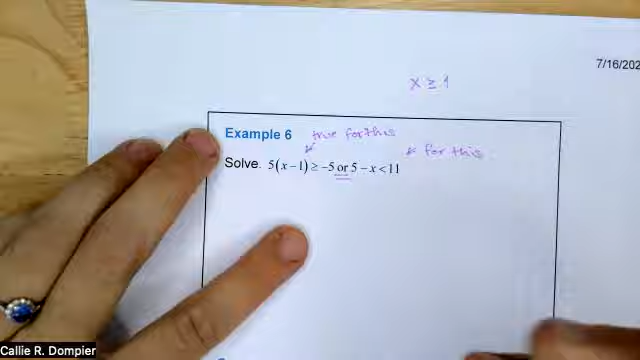 7/16/202
x ≥ 1
Example 6 true for this
for this
Solve. 5(x−1) ≥ −5 or 5−x<11
Callie R. Dompier